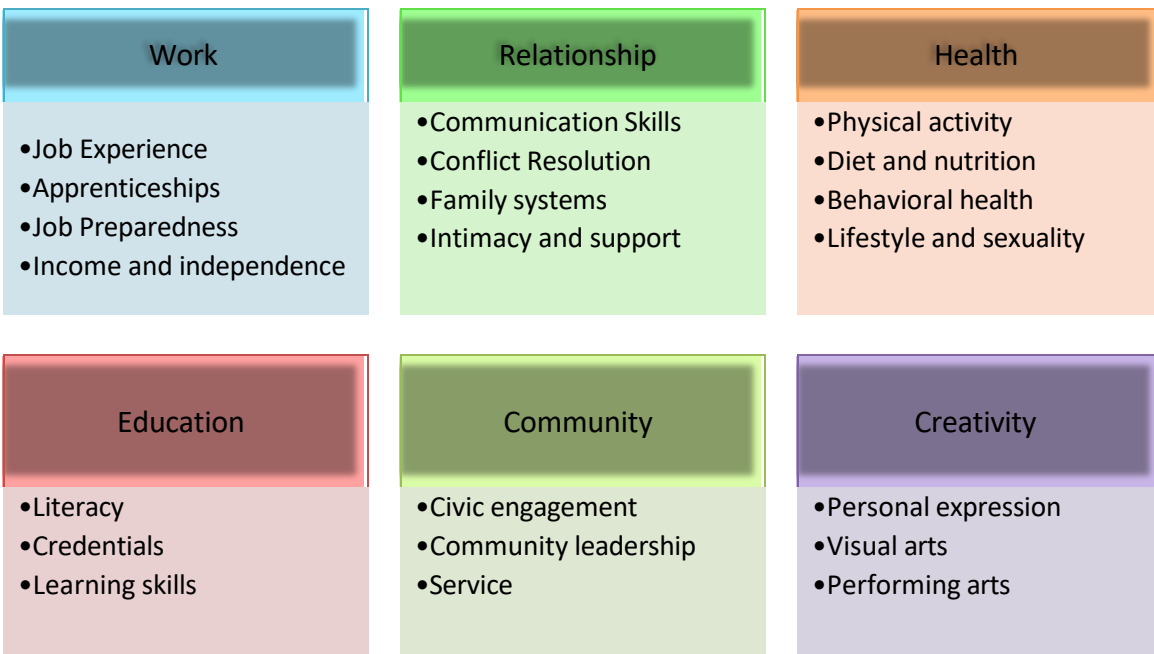 Work
•Job Experience
•Apprenticeships
•Job Preparedness
•Income and independence
Relationship
•Communication Skills
•Conflict Resolution
•Family systems
•Intimacy and support
Health
•Physical activity
•Diet and nutrition
•Behavioral health
•Lifestyle and sexuality
Education
•Literacy
•Credentials
•Learning skills
Community
•Civic engagement
•Community leadership
•Service
Creativity
•Personal expression
•Visual arts
•Performing arts